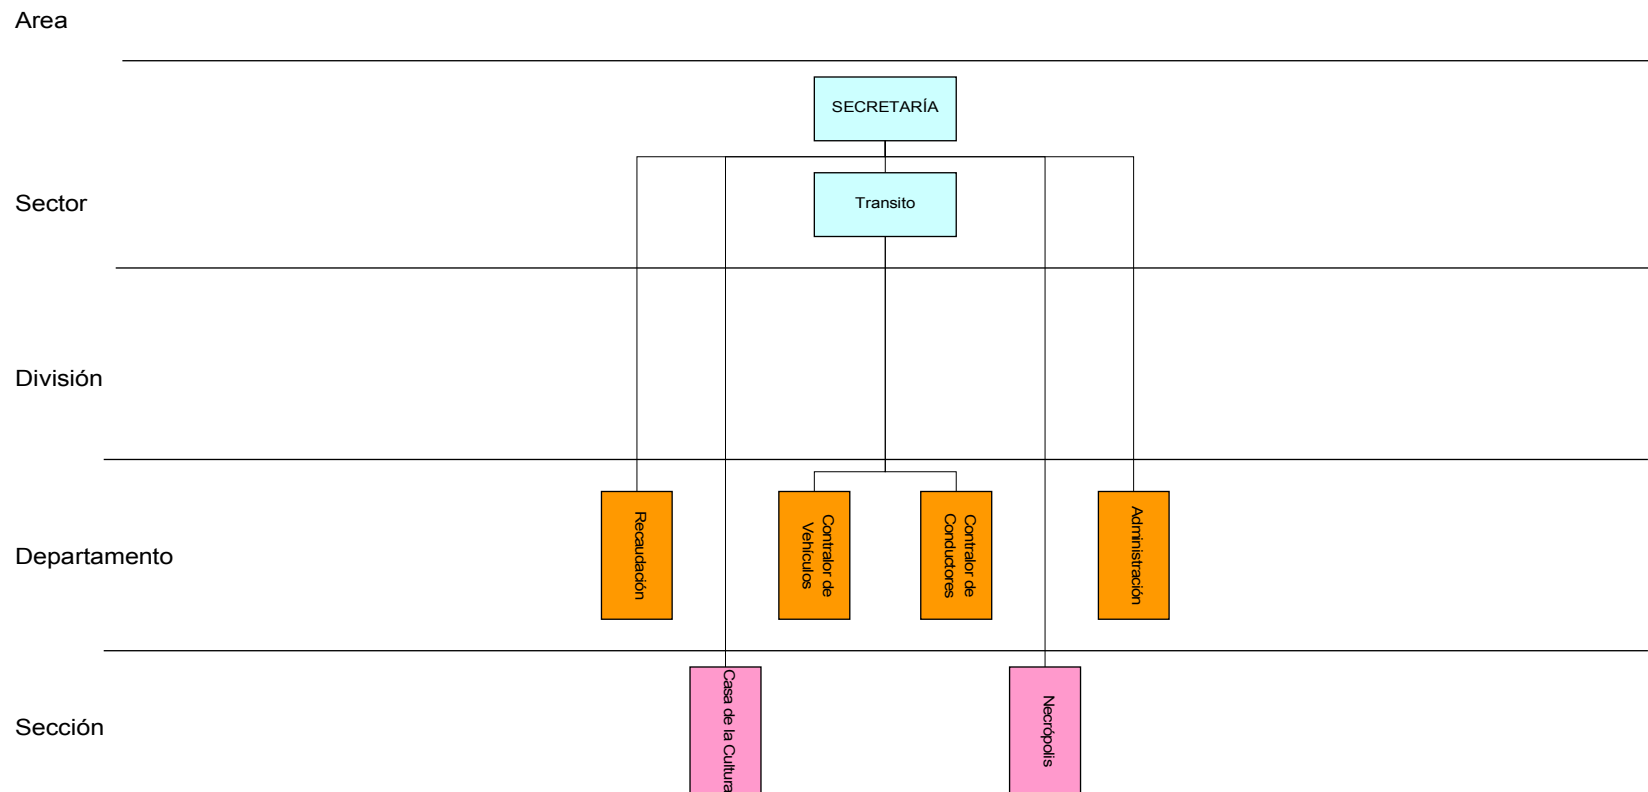 Area
SECRETARÍA
Sector
Transito
División
Departamento
Recaudación
Contralor de
Vehículos
Contralor de
Conductores
Administración
Sección
Casa de la Cultura
Necrópolis